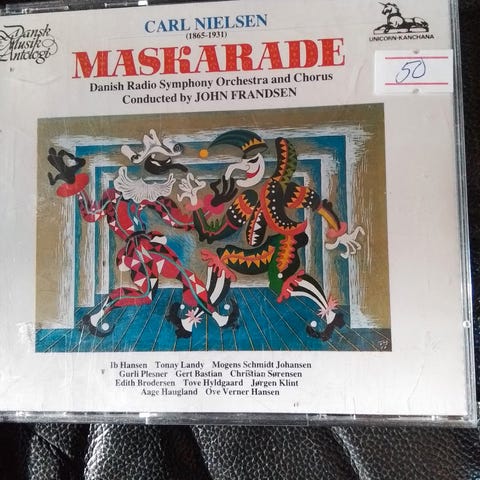 Dansk
Musik
Antologi
CARL NIELSEN
(1865-1931)
MASKARADE
Danish Radio Symphony Orchestra and Chorus
Conducted by JOHN FRANDSEN
UNICORN-KANCHANA
50
Ib Hansen Tonny Landy Mogens Schmidt Johansen
Gurli Plesner Gert Bastian Christian Sørensen
Edith Brodersen Tove Hyldgaard Jørgen Klint
Aage Haugland Ove Verner Hansen